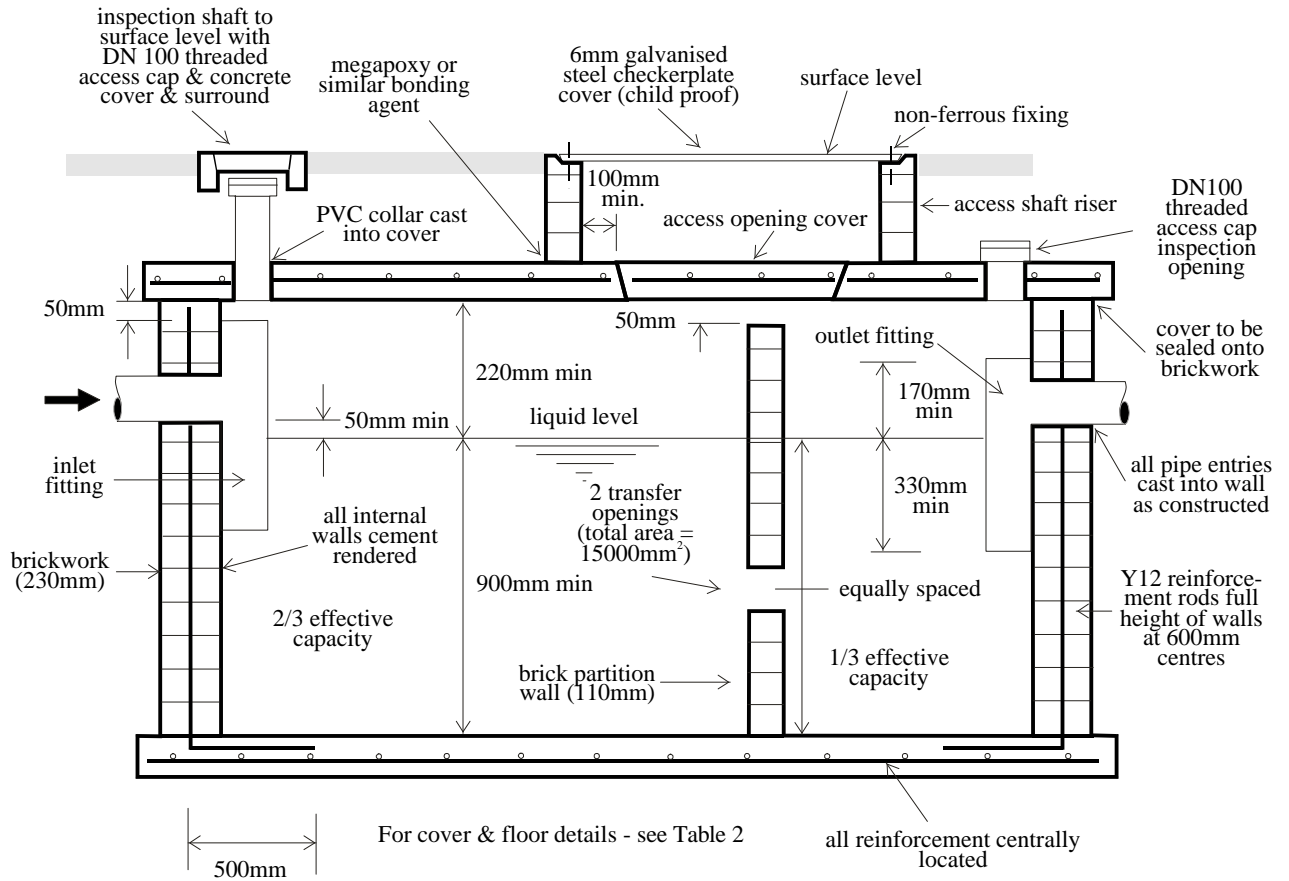 inspection shaft to
surface level with
DN 100 threaded
access cap & concrete
cover & surround
megapoxy or
similar bonding
agent
6mm galvanised
steel checkerplate
cover (child proof)
surface level
non-ferrous fixing
100mm
min.
PVC collar cast
into cover
access opening cover
access shaft riser
DN100
threaded
access cap
inspection
opening
50mm
50mm
outlet fitting
cover to be
sealed onto
brickwork
220mm min
170mm
min
50mm min
liquid level
inlet
fitting
all internal
walls cement
rendered
2 transfer
openings
(total area =
15000mm²)
330mm
min
all pipe entries
cast into wall
as constructed
brickwork
(230mm)
900mm min
equally spaced
Y12 reinforce-
ment rods full
height of walls
at 600mm
centres
2/3 effective
capacity
1/3 effective
capacity
brick partition
wall (110mm)
For cover & floor details - see Table 2
all reinforcement centrally
located
500mm